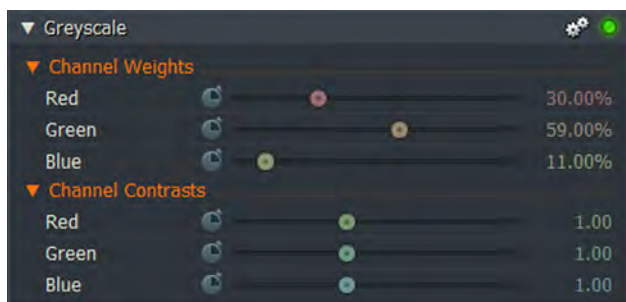 Greyscale
Channel Weights
Red 30.00%
Green 59.00%
Blue 11.00%
Channel Contrasts
Red 1.00
Green 1.00
Blue 1.00